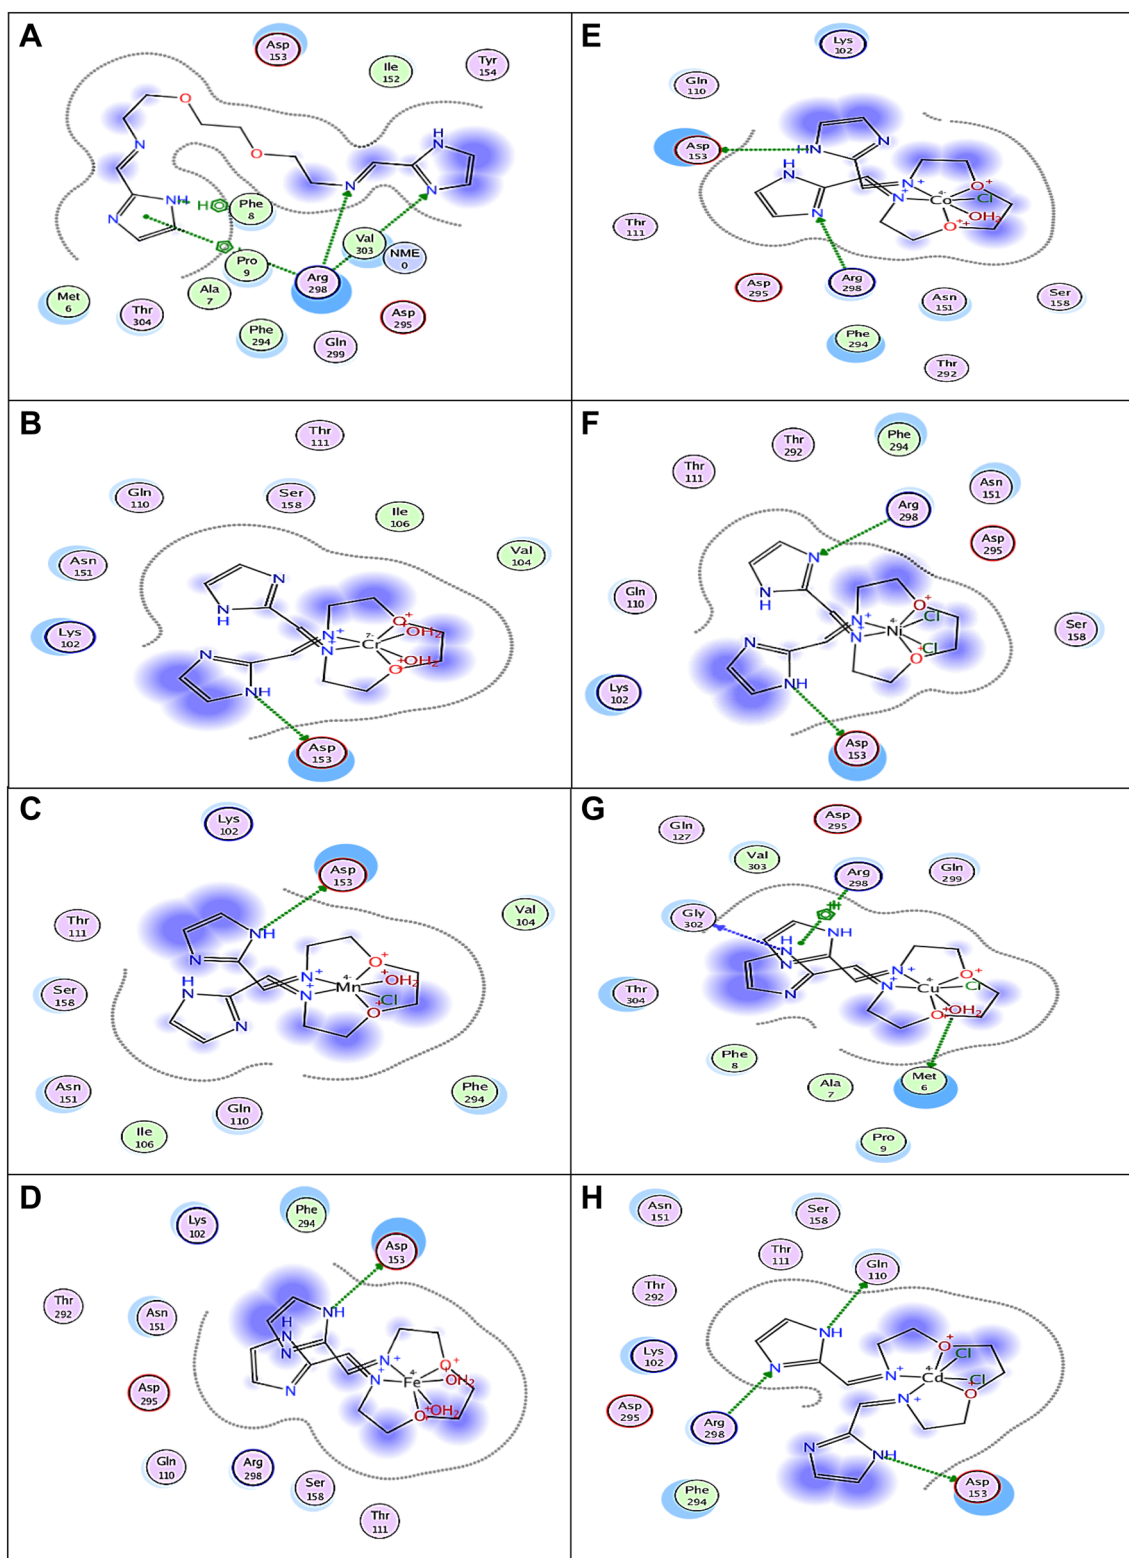 A
Asp
153
Ile
152
Tyr
154
O
H
N
N
O
N
N
NH
H
Phe
8
N
Val
303
NME
0
Pro
9
Arg
298
Ala
7
Met
6
Thr
304
Asp
295
Phe
294
Gln
299
E
Lys
102
Gln
110
Asp
153
HN
N
H
N
N
N+
N+
4-
Co
O+
Cl
OH2
O++
Thr
111
Asp
295
Arg
298
Asn
151
Ser
158
Phe
294
Thr
292
B
Thr
111
Gln
110
Ser
158
Ile
106
Val
104
Asn
151
Lys
102
N
N
H
N
NH
N+
N+
7-
Cr
O+
+OH2
+OH2
O+
Asp
153
F
Thr
292
Phe
294
Thr
111
Asn
151
Arg
298
Asp
295
N
N
H
Gln
110
N+
N+
4-
Ni
O+
Cl
+O
Cl
Ser
158
N
NH
Lys
102
Asp
153
C
Lys
102
Asp
153
Val
104
Thr
111
NH
N
H
N
N
N+
N+
4-
Mn
O+
+OH2
Cl
O+
Ser
158
Asn
151
Ile
106
Gln
110
Phe
294
G
Gln
127
Asp
295
Val
303
Arg
298
Gln
299
Gly
302
H
N
NH
N
N
N+
N+
4-
Cu
O+
Cl
+OH2
O+
Thr
304
Phe
8
Ala
7
Met
6
Pro
9
D
Phe
294
Lys
102
Asp
153
Thr
292
Asn
151
NH
H
N
N
N
N+
N+
4-
Fe
O+
OH2
+OH2
O+
Asp
295
Gln
110
Arg
298
Ser
158
Thr
111
H
Asn
151
Ser
158
Thr
111
Gln
110
Thr
292
NH
N
Lys
102
N+
N+
4-
Cd
O+
Cl
Cl
O+
Asp
295
Arg
298
N
NH
Phe
294
Asp
153